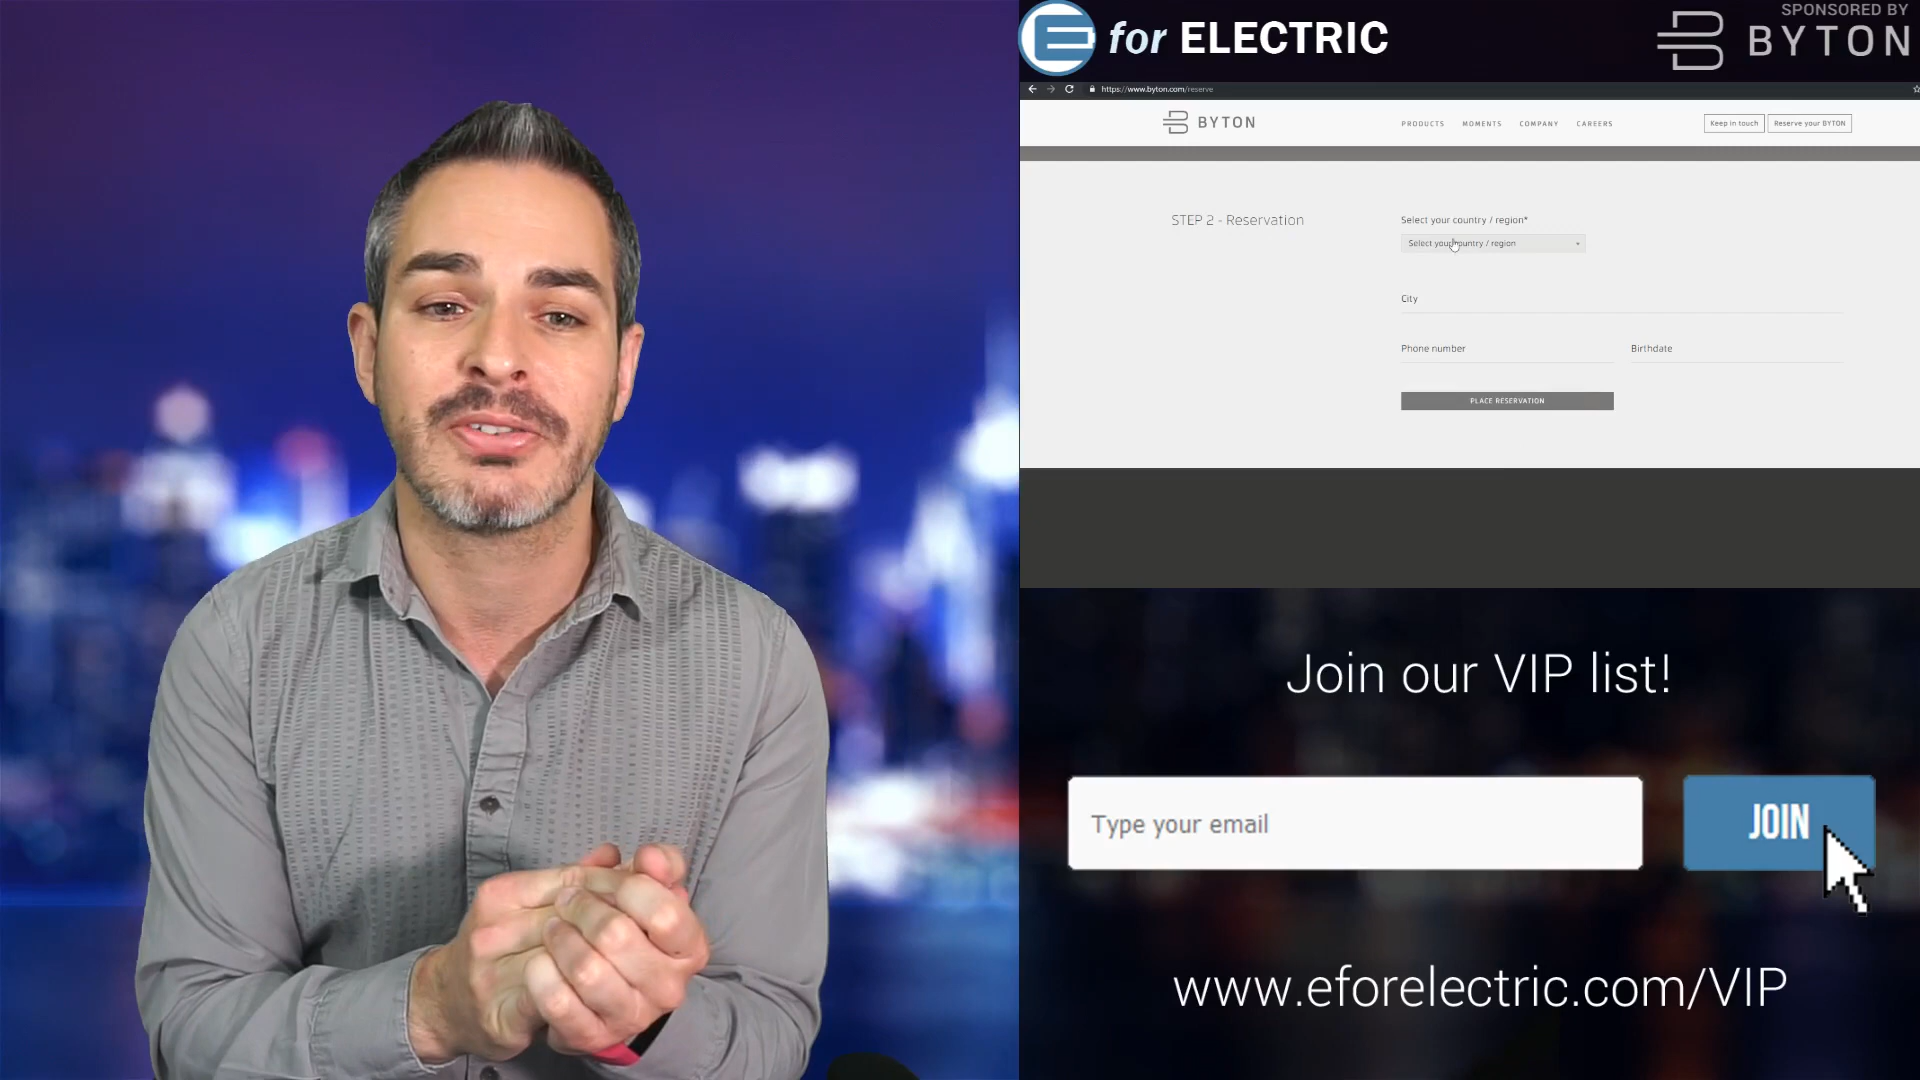 E for ELECTRIC
SPONSORED BY
BYTON
https://www.byton.com/reserve
BYTON
PRODUCTS
MOMENTS
COMPANY
CAREERS
Keep in touch
Reserve your BYTON
STEP 2 - Reservation
Select your country / region*
Select your country / region
City
Phone number
Birthdate
PLACE RESERVATION
Join our VIP list!
Type your email
JOIN
www.eforelectric.com/VIP